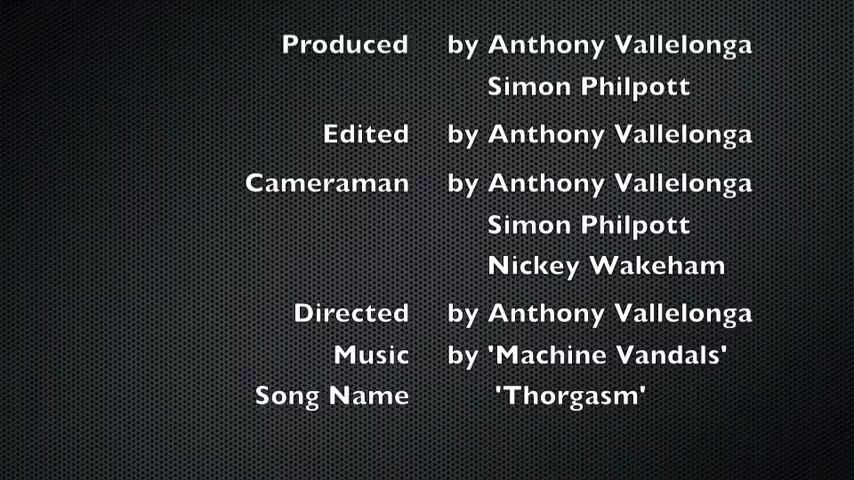 Produced by Anthony Vallelonga
Simon Philpott
Edited by Anthony Vallelonga
Cameraman by Anthony Vallelonga
Simon Philpott
Nickey Wakeham
Directed by Anthony Vallelonga
Music by 'Machine Vandals'
Song Name 'Thorgasm'